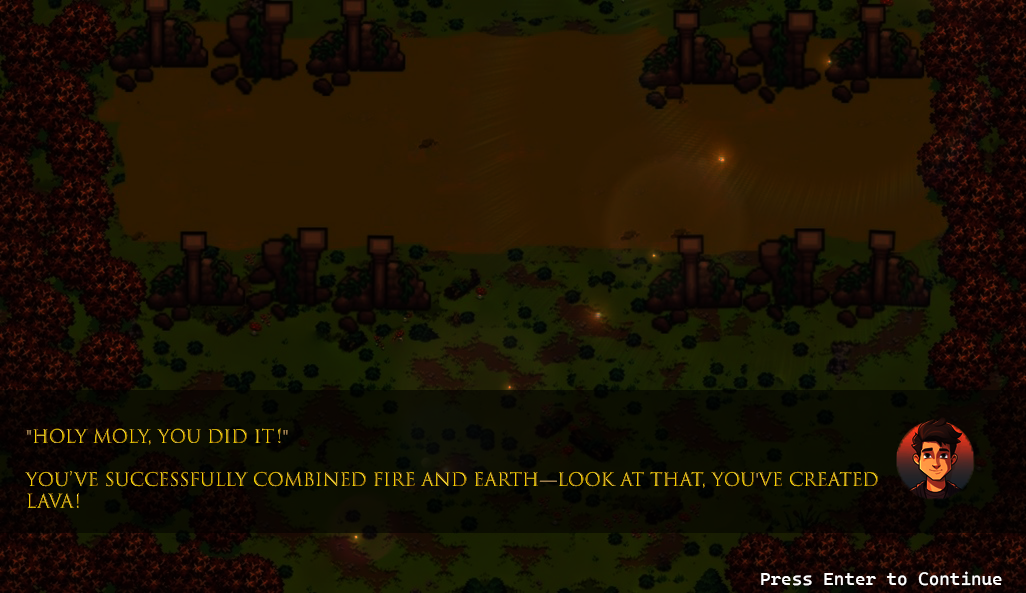 "HOLY MOLY, YOU DID IT!"
YOU'VE SUCCESSFULLY COMBINED FIRE AND EARTH—LOOK AT THAT, YOU'VE CREATED
LAVA!
Press Enter to Continue